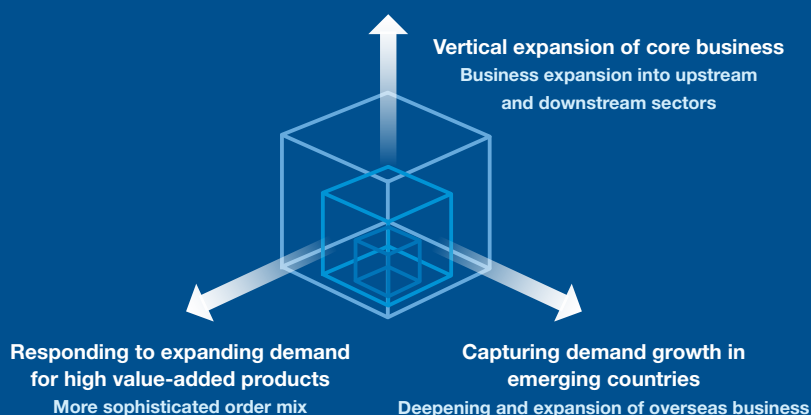 Vertical expansion of core business
Business expansion into upstream
and downstream sectors
Responding to expanding demand
for high value-added products
More sophisticated order mix
Capturing demand growth in
emerging countries
Deepening and expansion of overseas business